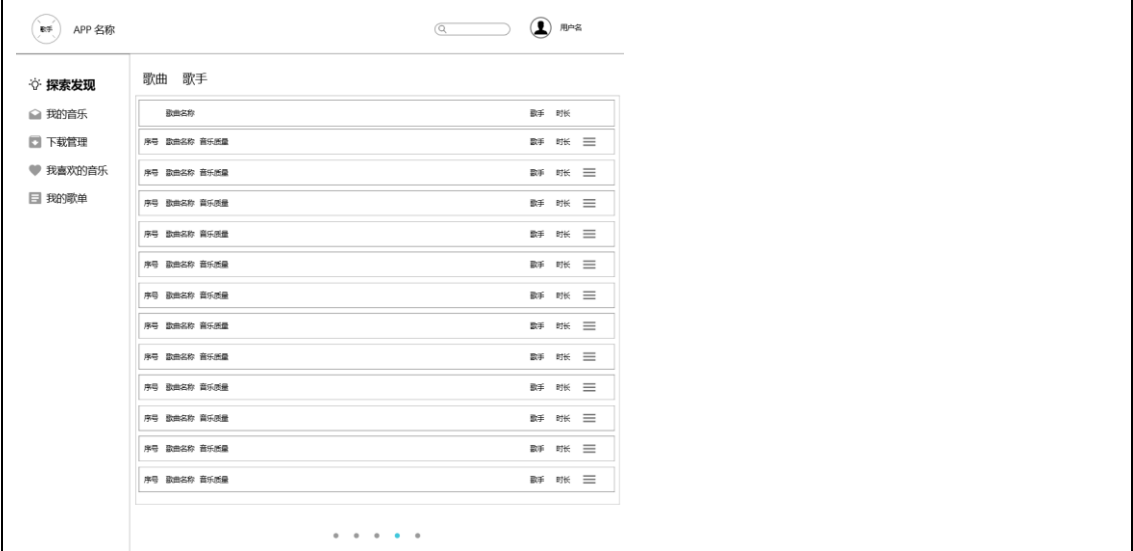 歌手 APP 名称 用户名
探索发现
我的音乐
下载管理
我喜欢的音乐
我的歌单
歌曲 歌手
歌曲名称 歌手 时长
序号 歌曲名称 音乐质量 歌手 时长
序号 歌曲名称 音乐质量 歌手 时长
序号 歌曲名称 音乐质量 歌手 时长
序号 歌曲名称 音乐质量 歌手 时长
序号 歌曲名称 音乐质量 歌手 时长
序号 歌曲名称 音乐质量 歌手 时长
序号 歌曲名称 音乐质量 歌手 时长
序号 歌曲名称 音乐质量 歌手 时长
序号 歌曲名称 音乐质量 歌手 时长
序号 歌曲名称 音乐质量 歌手 时长
序号 歌曲名称 音乐质量 歌手 时长
序号 歌曲名称 音乐质量 歌手 时长